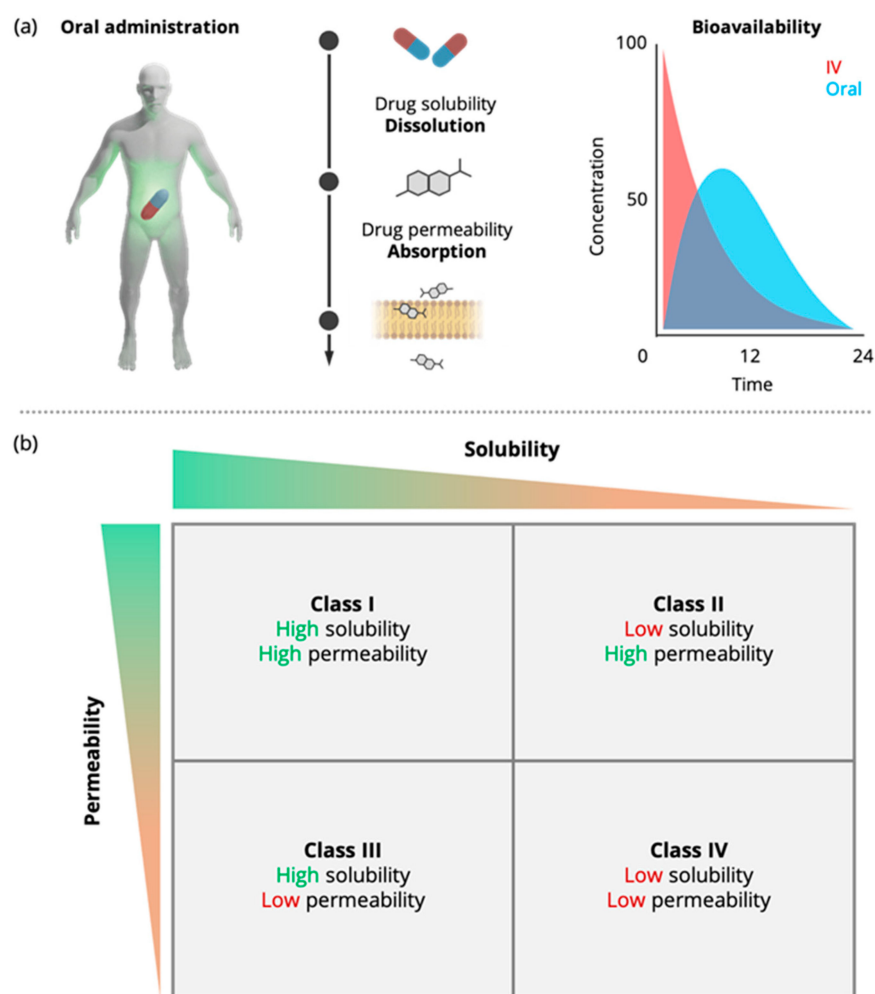 (a)
Oral administration
Drug solubility
Dissolution
Drug permeability
Absorption
Bioavailability
100
IV
Oral
50
Concentration
0
12
24
Time
(b)
Solubility
Permeability
Class I
High solubility
High permeability
Class II
Low solubility
High permeability
Class III
High solubility
Low permeability
Class IV
Low solubility
Low permeability